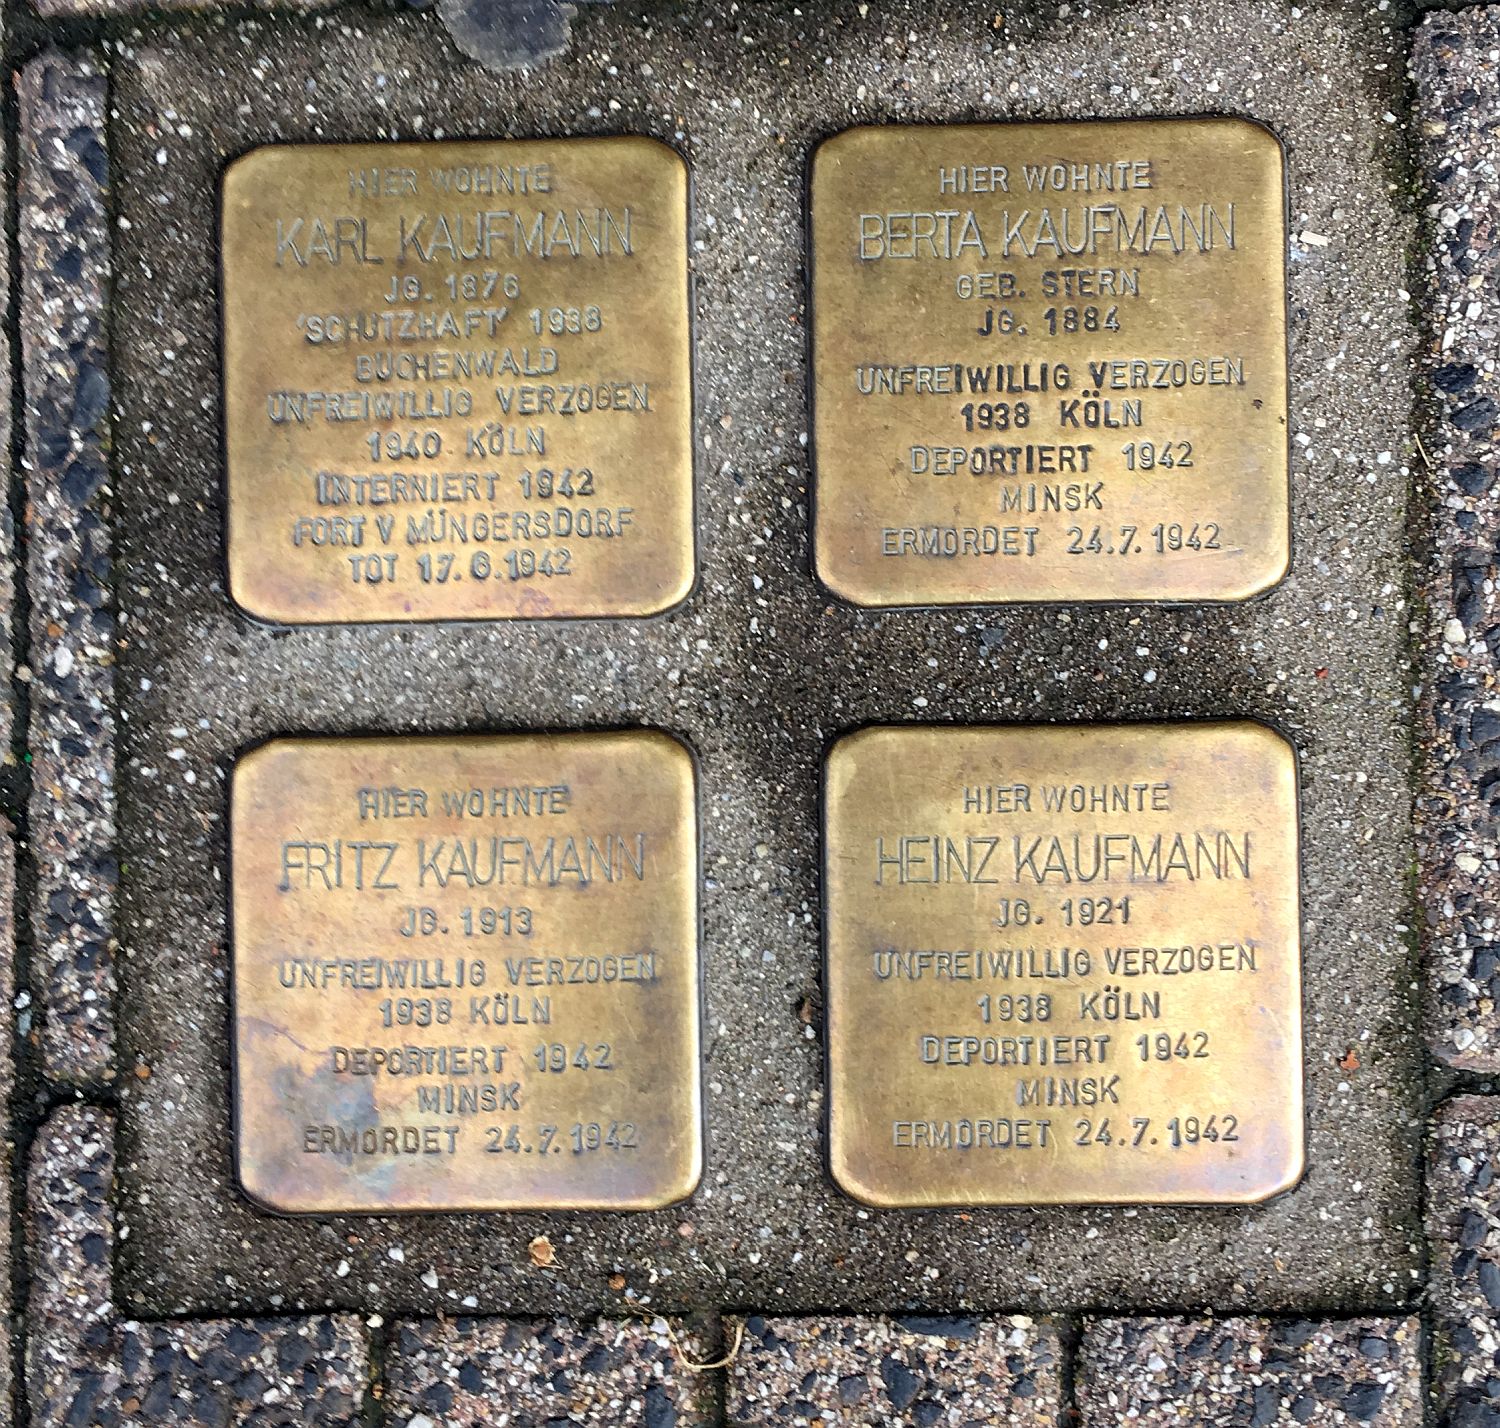 HIER WOHNTE
KARL KAUFMANN
JG. 1876
'SCHUTZHAFT' 1938
BUCHENWALD
UNFREIWILLIG VERZOGEN
1940 KÖLN
INTERNIERT 1942
FORT V MÜNGERSDORF
TOT 17.6.1942
HIER WOHNTE
BERTA KAUFMANN
GEB. STERN
JG. 1884
UNFREIWILLIG VERZOGEN
1938 KÖLN
DEPORTIERT 1942
MINSK
ERMORDET 24.7.1942
HIER WOHNTE
FRITZ KAUFMANN
JG. 1913
UNFREIWILLIG VERZOGEN
1938 KÖLN
DEPORTIERT 1942
MINSK
ERMORDET 24.7.1942
HIER WOHNTE
HEINZ KAUFMANN
JG. 1921
UNFREIWILLIG VERZOGEN
1938 KÖLN
DEPORTIERT 1942
MINSK
ERMORDET 24.7.1942